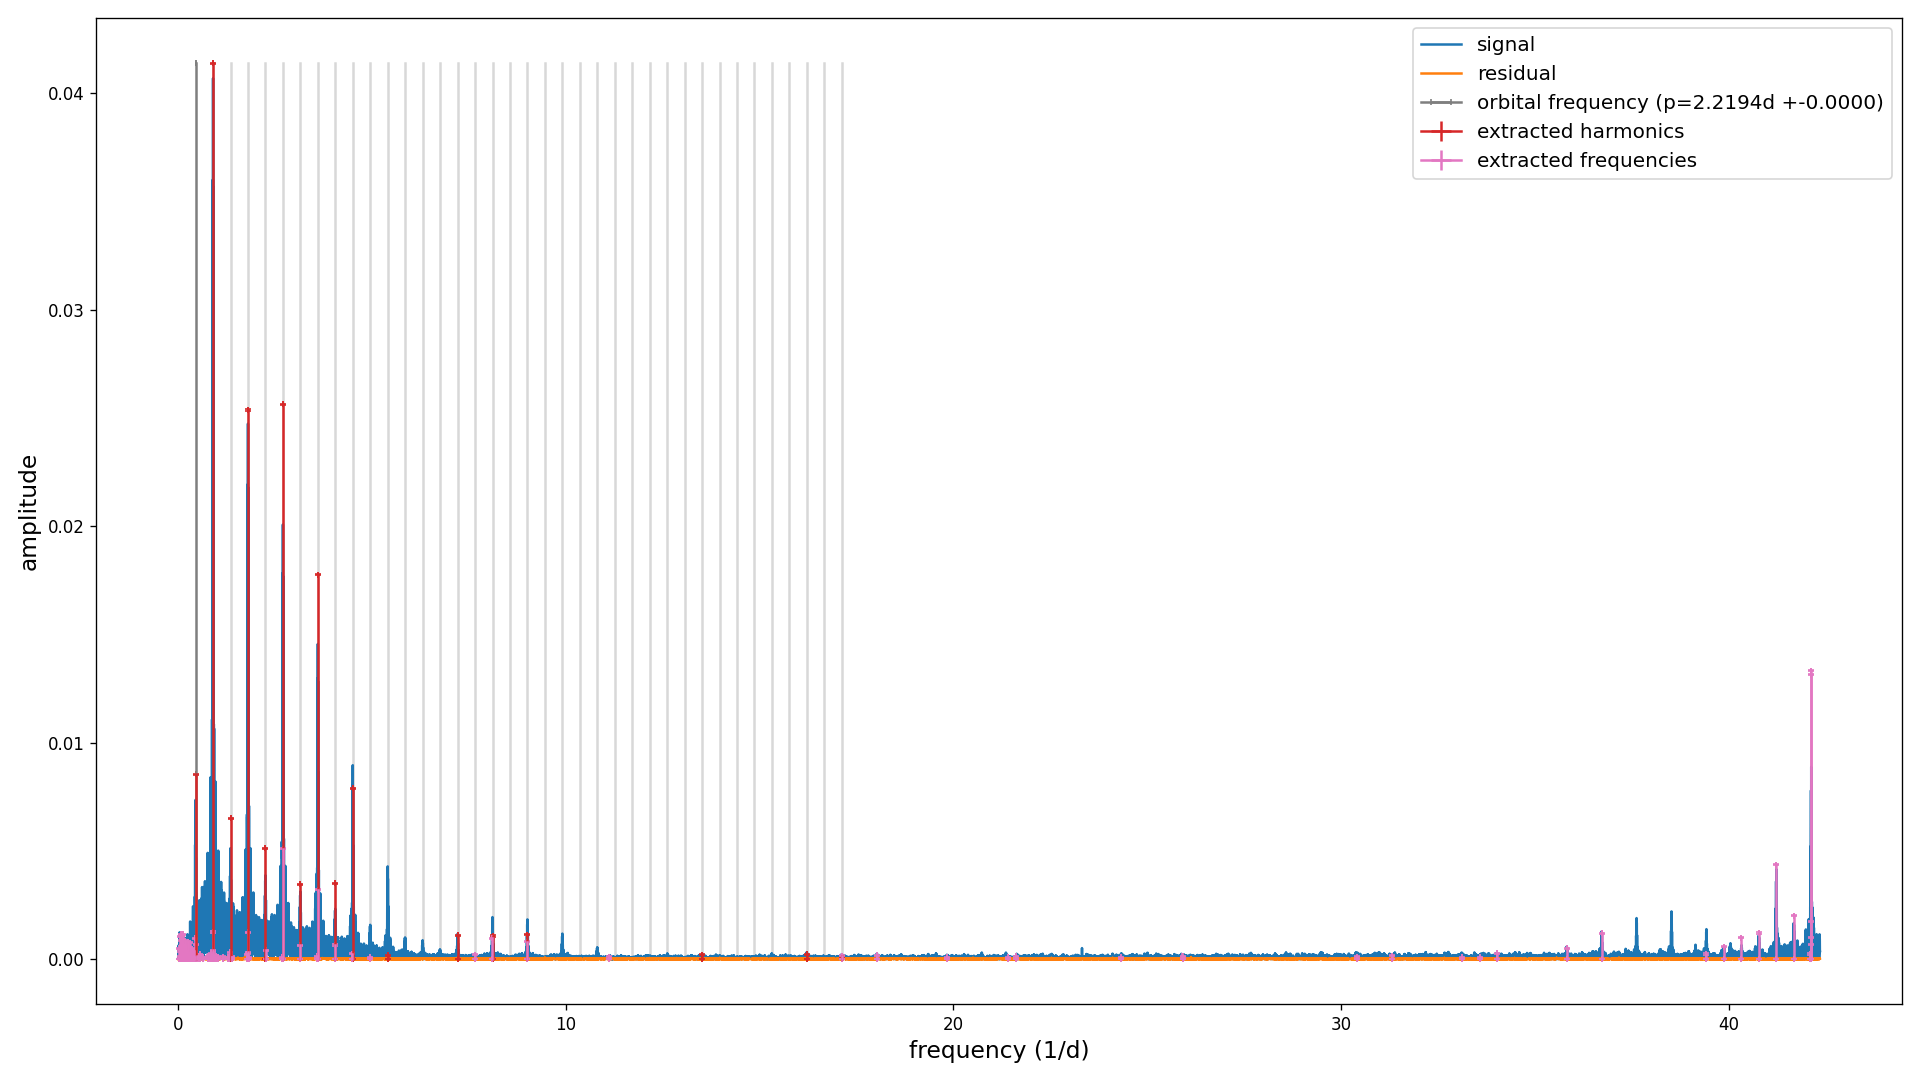 signal
residual
orbital frequency (p=2.2194d +-0.0000)
extracted harmonics
extracted frequencies
0.04
0.03
0.02
0.01
0.00
amplitude
0 10 20 30 40
frequency (1/d)